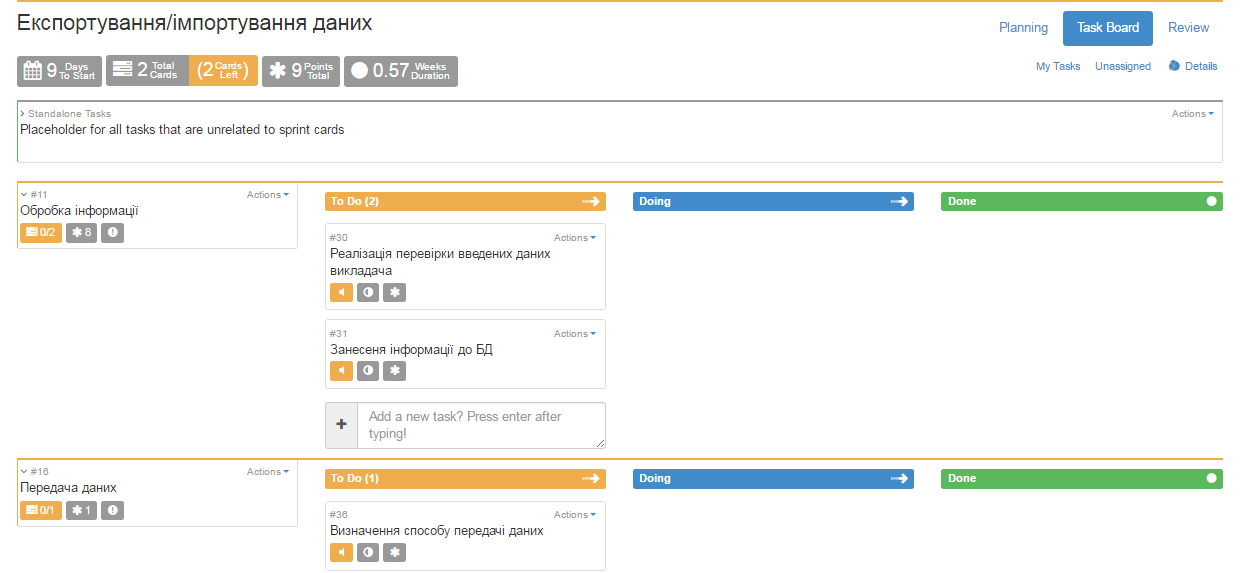 Експортування/імпортування даних
Planning Task Board Review
9 Days To Start 2 Total Cards (2 Cards Left) 9 Points Total 0.57 Weeks Duration
My Tasks Unassigned Details
Standalone Tasks Actions
Placeholder for all tasks that are unrelated to sprint cards
#11 Actions
Обробка інформації
0/2 8
To Do (2) Doing Done
#30 Actions
Реалізація перевірки введених даних
викладача
#31 Actions
Занесеня інформації до БД
Add a new task? Press enter after
typing!
#16 Actions
Передача даних
0/1 1
To Do (1) Doing Done
#36 Actions
Визначення способу передачі даних